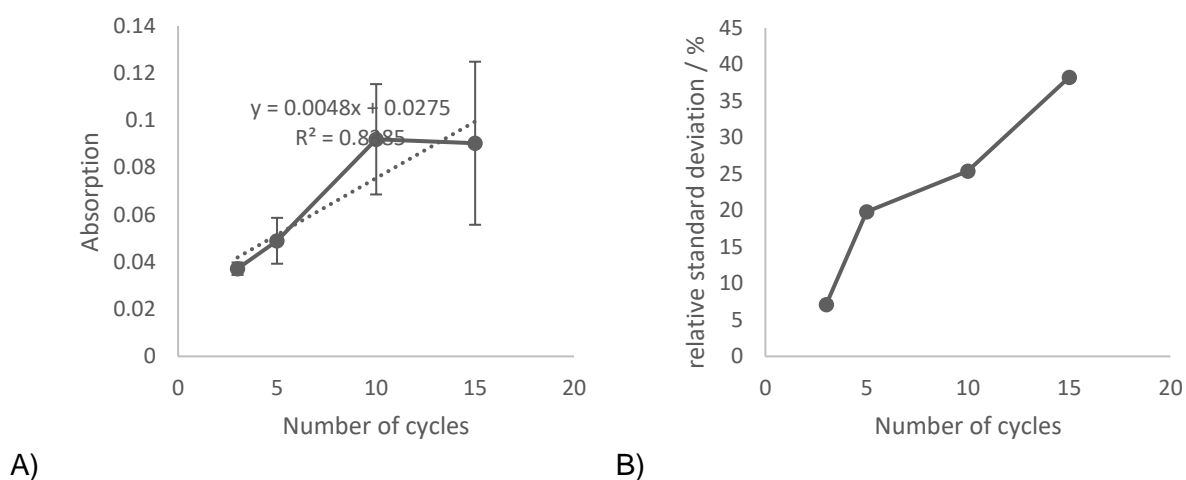 0.14
0.12
0.1
0.08
0.06
0.04
0.02
0
0 5 10 15 20
Absorption
Number of cycles
y = 0.0048x + 0.0275
R² =
A)
45
40
35
30
25
20
15
10
5
0
0 5 10 15 20
relative standard deviation / %
Number of cycles
B)